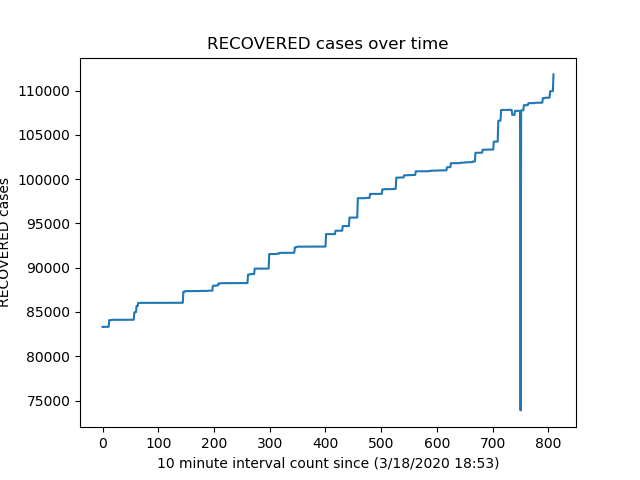 RECOVERED cases over time
110000
105000
100000
95000
90000
85000
80000
75000
RECOVERED cases
0 100 200 300 400 500 600 700 800
10 minute interval count since (3/18/2020 18:53)